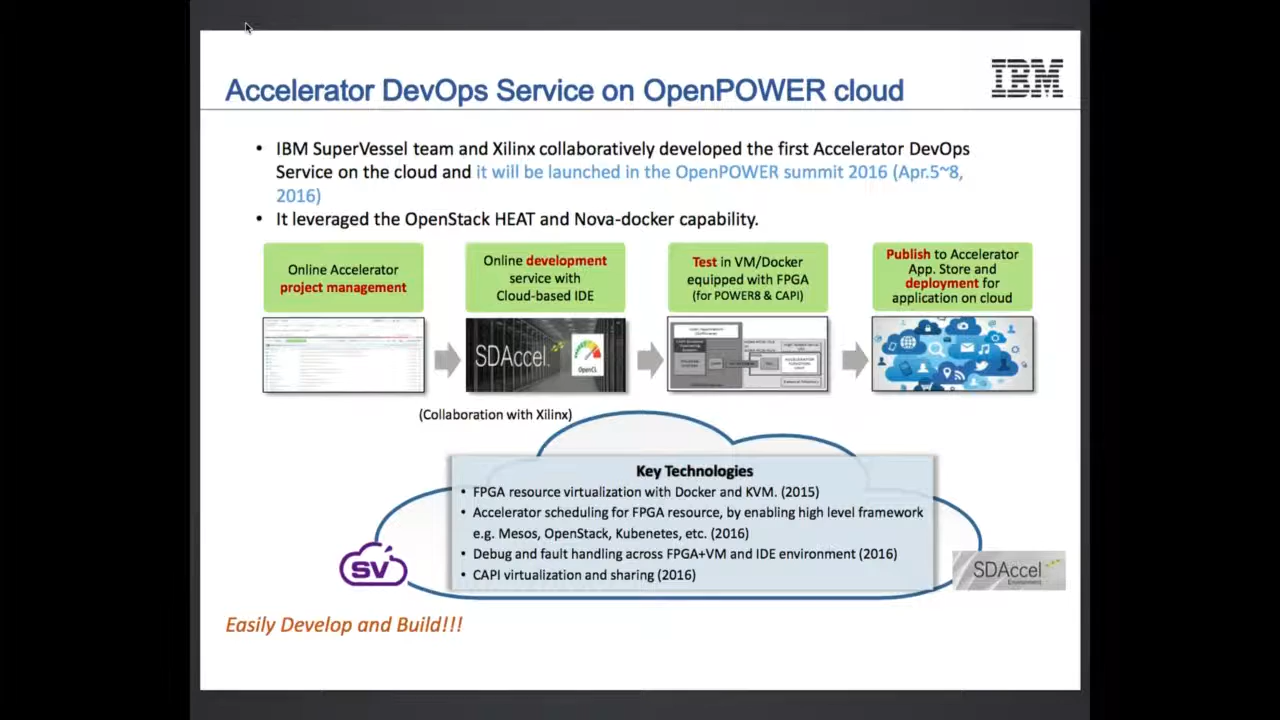 Accelerator DevOps Service on OpenPOWER cloud
IBM
• IBM SuperVessel team and Xilinx collaboratively developed the first Accelerator DevOps
Service on the cloud and it will be launched in the OpenPOWER summit 2016 (Apr.5~8,
2016)
• It leveraged the OpenStack HEAT and Nova-docker capability.
Online Accelerator
project management
Online development
service with
Cloud-based IDE
Test in VM/Docker
equipped with FPGA
(for POWER8 & CAPI)
Publish to Accelerator
App. Store and
deployment for
application on cloud
SDAccel
OpenCL
(Collaboration with Xilinx)
Key Technologies
• FPGA resource virtualization with Docker and KVM. (2015)
• Accelerator scheduling for FPGA resource, by enabling high level framework
e.g. Mesos, OpenStack, Kubenetes, etc. (2016)
• Debug and fault handling across FPGA+VM and IDE environment (2016)
• CAPI virtualization and sharing (2016)
SV
SDAccel
Environment
Easily Develop and Build!!!